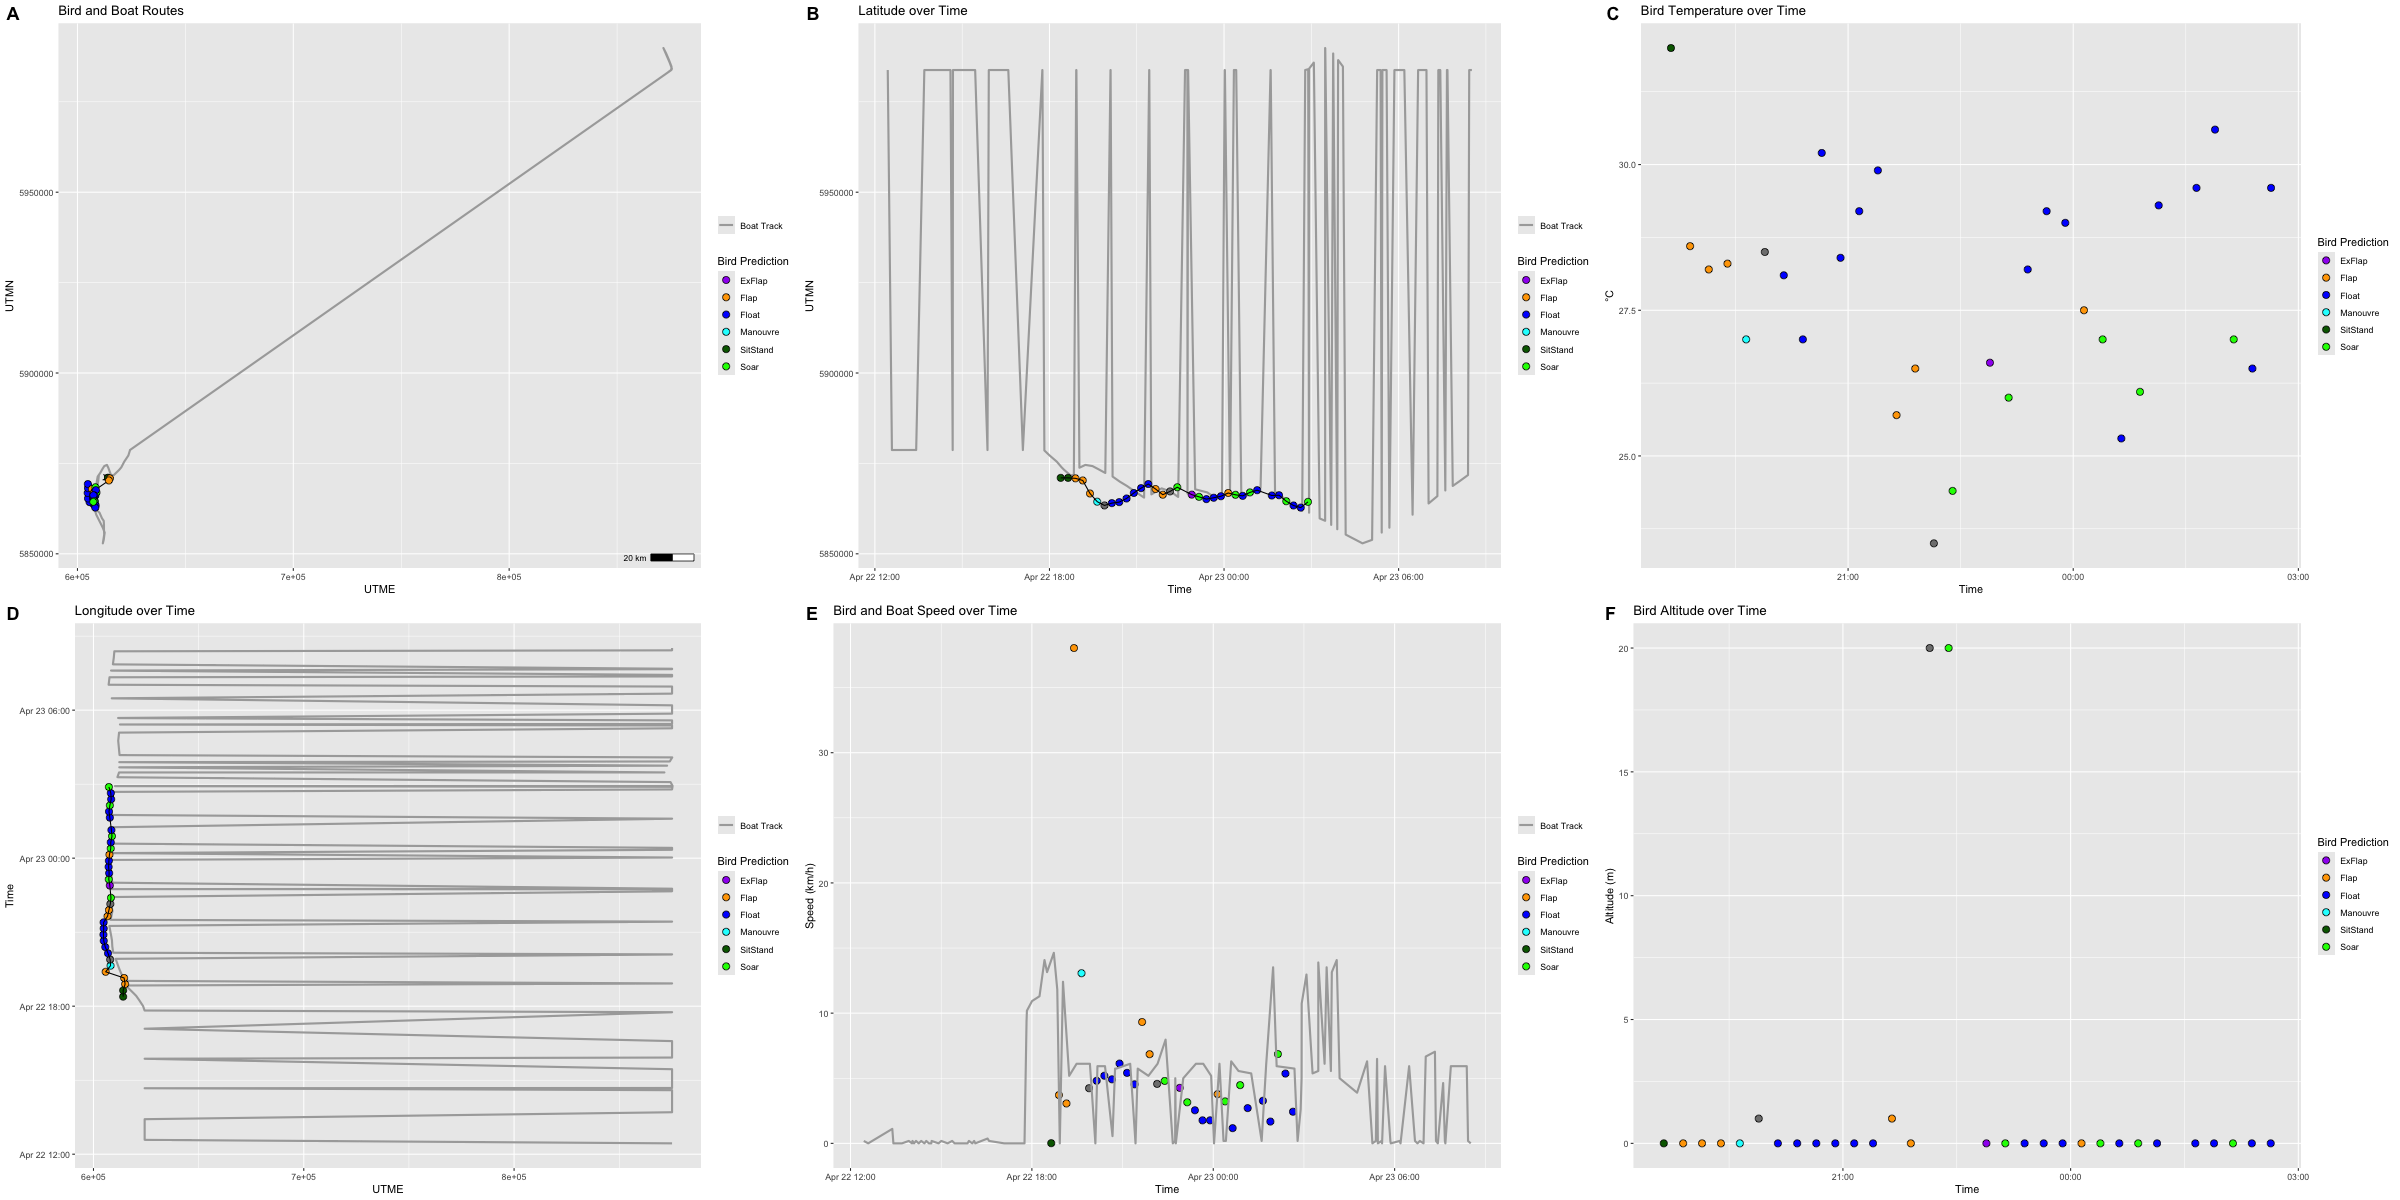 A Bird and Boat Routes
UTMN
5950000
5900000
5850000
6e+05 7e+05 8e+05
UTME
20 km
Boat Track
Bird Prediction
ExFlap
Flap
Float
Manouvre
SitStand
Soar
B Latitude over Time
UTMN
5950000
5900000
5850000
Apr 22 12:00 Apr 22 18:00 Apr 23 00:00 Apr 23 06:00
Time
Boat Track
Bird Prediction
ExFlap
Flap
Float
Manouvre
SitStand
Soar
C Bird Temperature over Time
°C
30.0
27.5
25.0
21:00 00:00 03:00
Time
Bird Prediction
ExFlap
Flap
Float
Manouvre
SitStand
Soar
D Longitude over Time
Time
Apr 23 06:00
Apr 23 00:00
Apr 22 18:00
Apr 22 12:00
6e+05 7e+05 8e+05
UTME
Boat Track
Bird Prediction
ExFlap
Flap
Float
Manouvre
SitStand
Soar
E Bird and Boat Speed over Time
Speed (km/h)
30
20
10
0
Apr 22 12:00 Apr 22 18:00 Apr 23 00:00 Apr 23 06:00
Time
Boat Track
Bird Prediction
ExFlap
Flap
Float
Manouvre
SitStand
Soar
F Bird Altitude over Time
Altitude (m)
20
15
10
5
0
21:00 00:00 03:00
Time
Bird Prediction
ExFlap
Flap
Float
Manouvre
SitStand
Soar